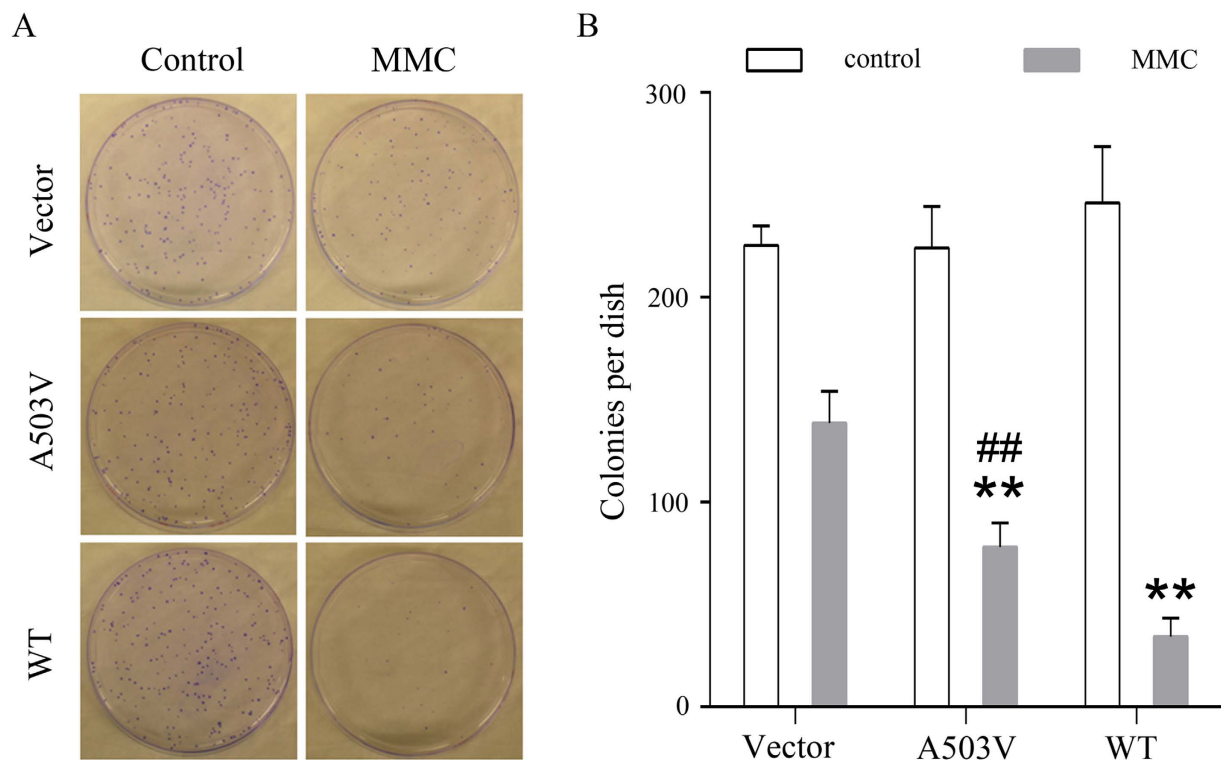 A
Control MMC
Vector
A503V
WT
B
control MMC
Colonies per dish
300
200
100
0
##
**
**
Vector A503V WT